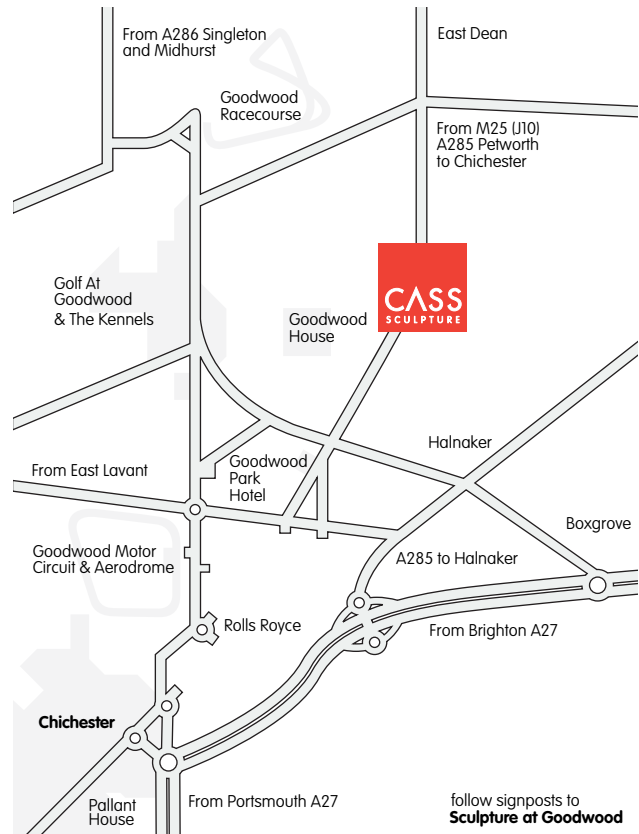 From A286 Singleton
and Midhurst
East Dean
Goodwood
Racecourse
From M25 (J10)
A285 Petworth
to Chichester
CASS
SCULPTURE
Golf At
Goodwood
& The Kennels
Goodwood
House
Halnaker
From East Lavant
Goodwood
Park
Hotel
Boxgrove
Goodwood Motor
Circuit & Aerodrome
A285 to Halnaker
Rolls Royce
From Brighton A27
Chichester
Pallant
House
From Portsmouth A27
follow signposts to
Sculpture at Goodwood